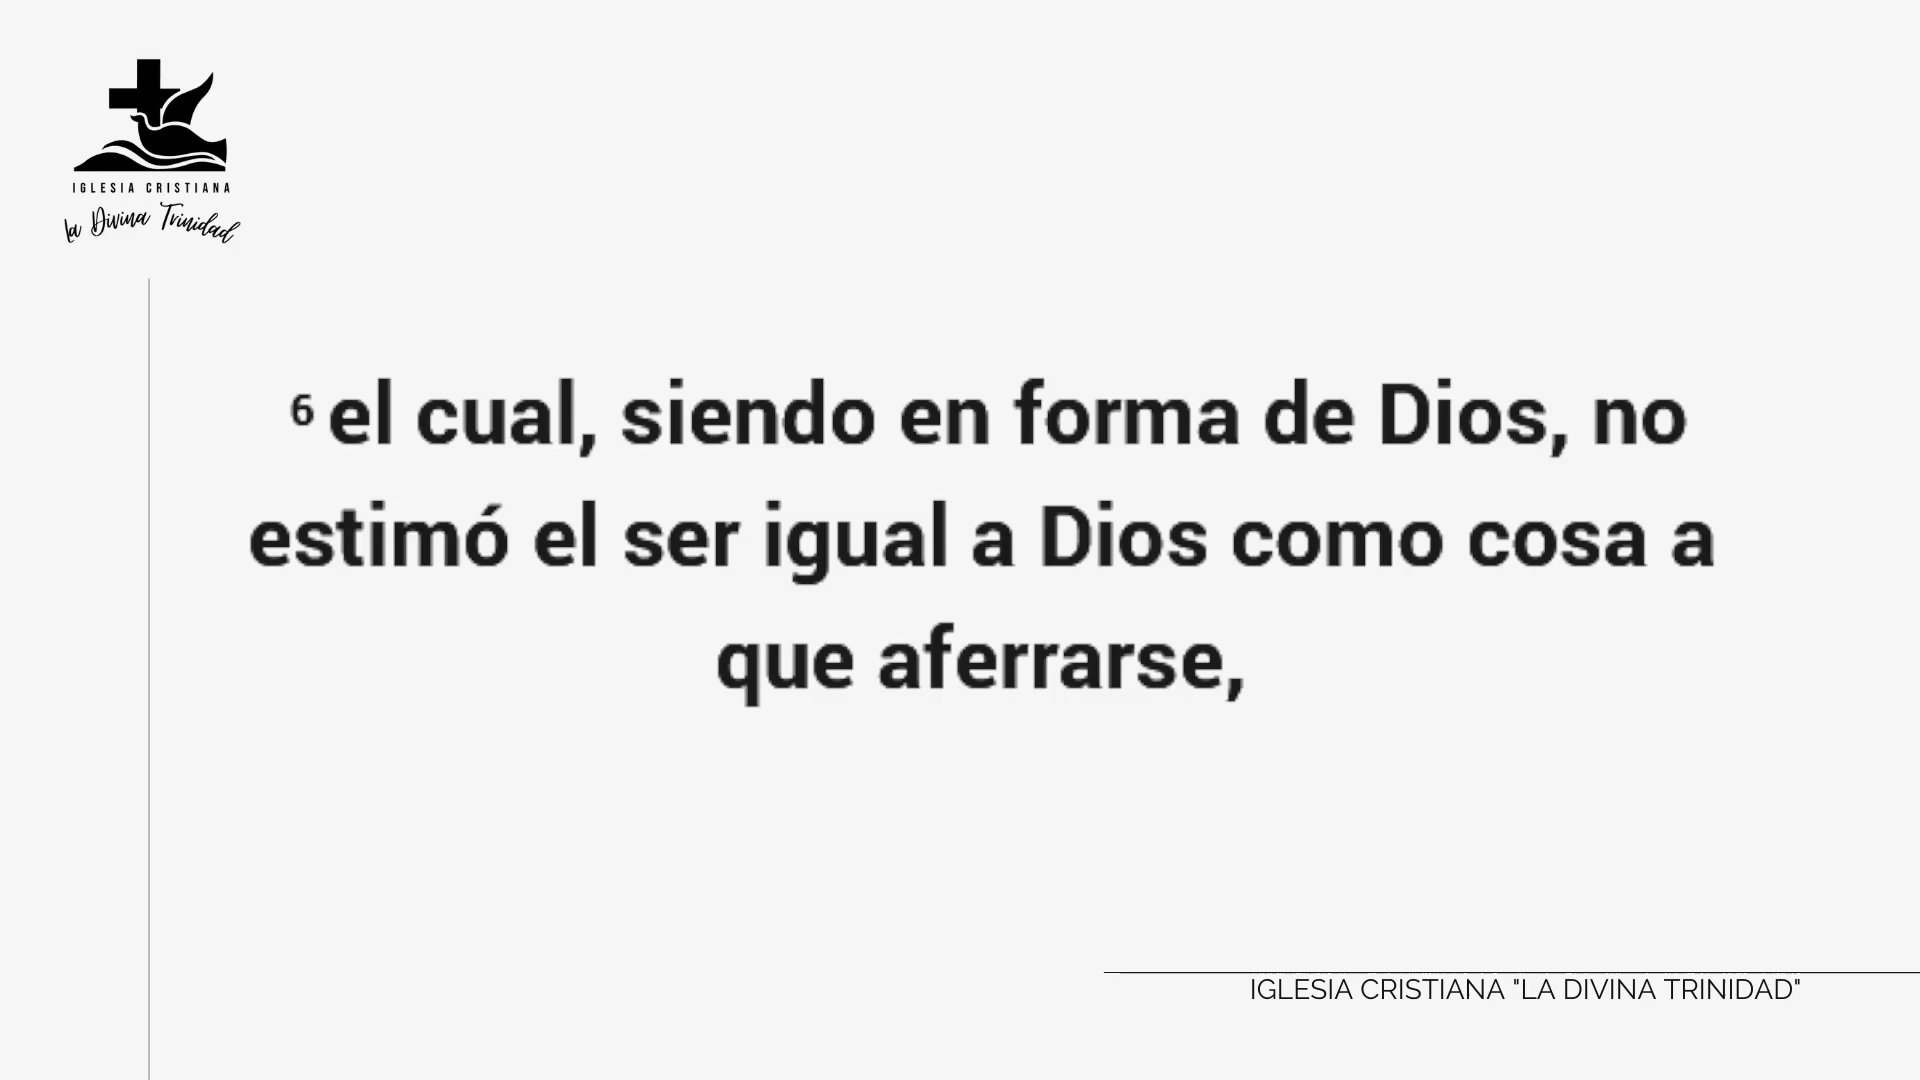 IGLESIA CRISTIANA
La Divina Trinidad
6 el cual, siendo en forma de Dios, no
estimó el ser igual a Dios como cosa a
que aferrarse,
IGLESIA CRISTIANA "LA DIVINA TRINIDAD"